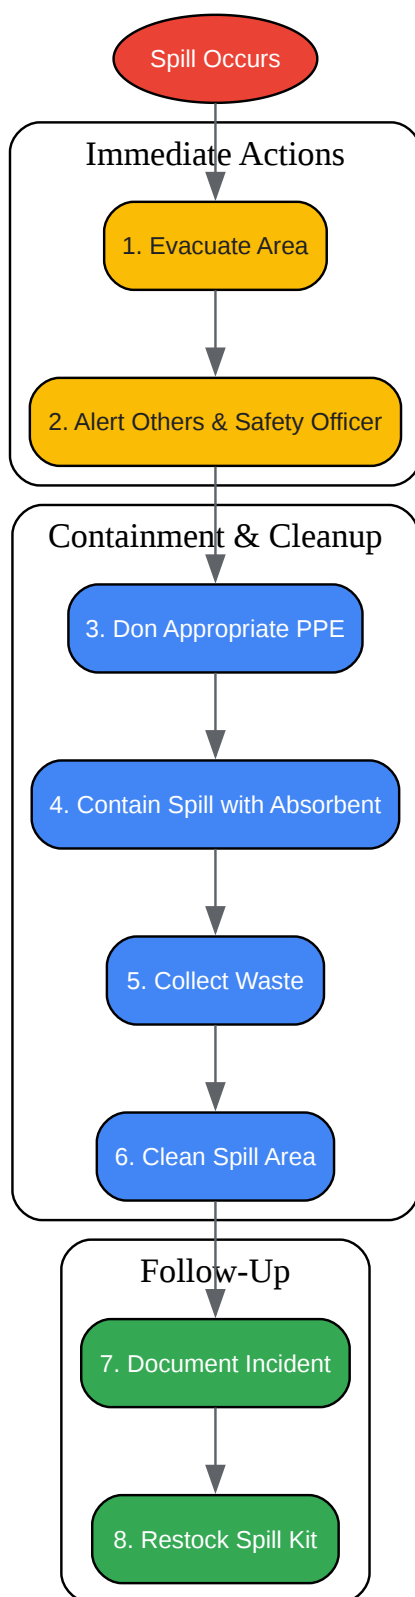 Spill Occurs
Immediate Actions
1. Evacuate Area
2. Alert Others & Safety Officer
Containment & Cleanup
3. Don Appropriate PPE
4. Contain Spill with Absorbent
5. Collect Waste
6. Clean Spill Area
Follow-Up
7. Document Incident
8. Restock Spill Kit